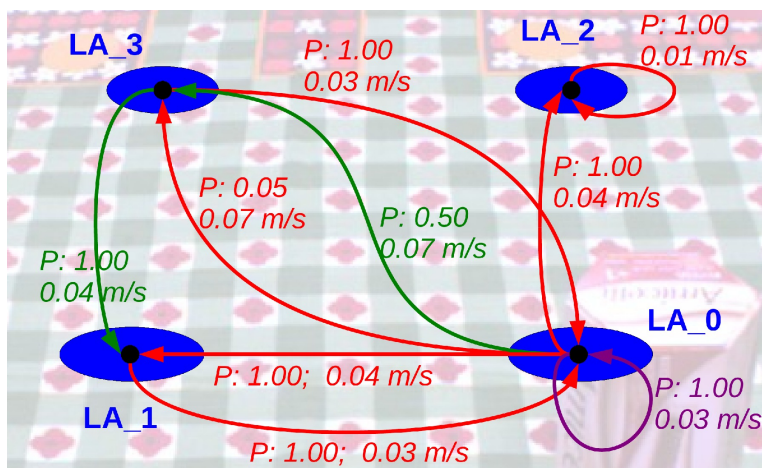 LA_3
LA_2
P: 1.00
0.03 m/s
P: 1.00
0.01 m/s
P: 0.05
0.07 m/s
P: 0.50
0.07 m/s
P: 1.00
0.04 m/s
P: 1.00
0.04 m/s
LA_0
P: 1.00; 0.04 m/s
P: 1.00
0.03 m/s
LA_1
P: 1.00; 0.03 m/s